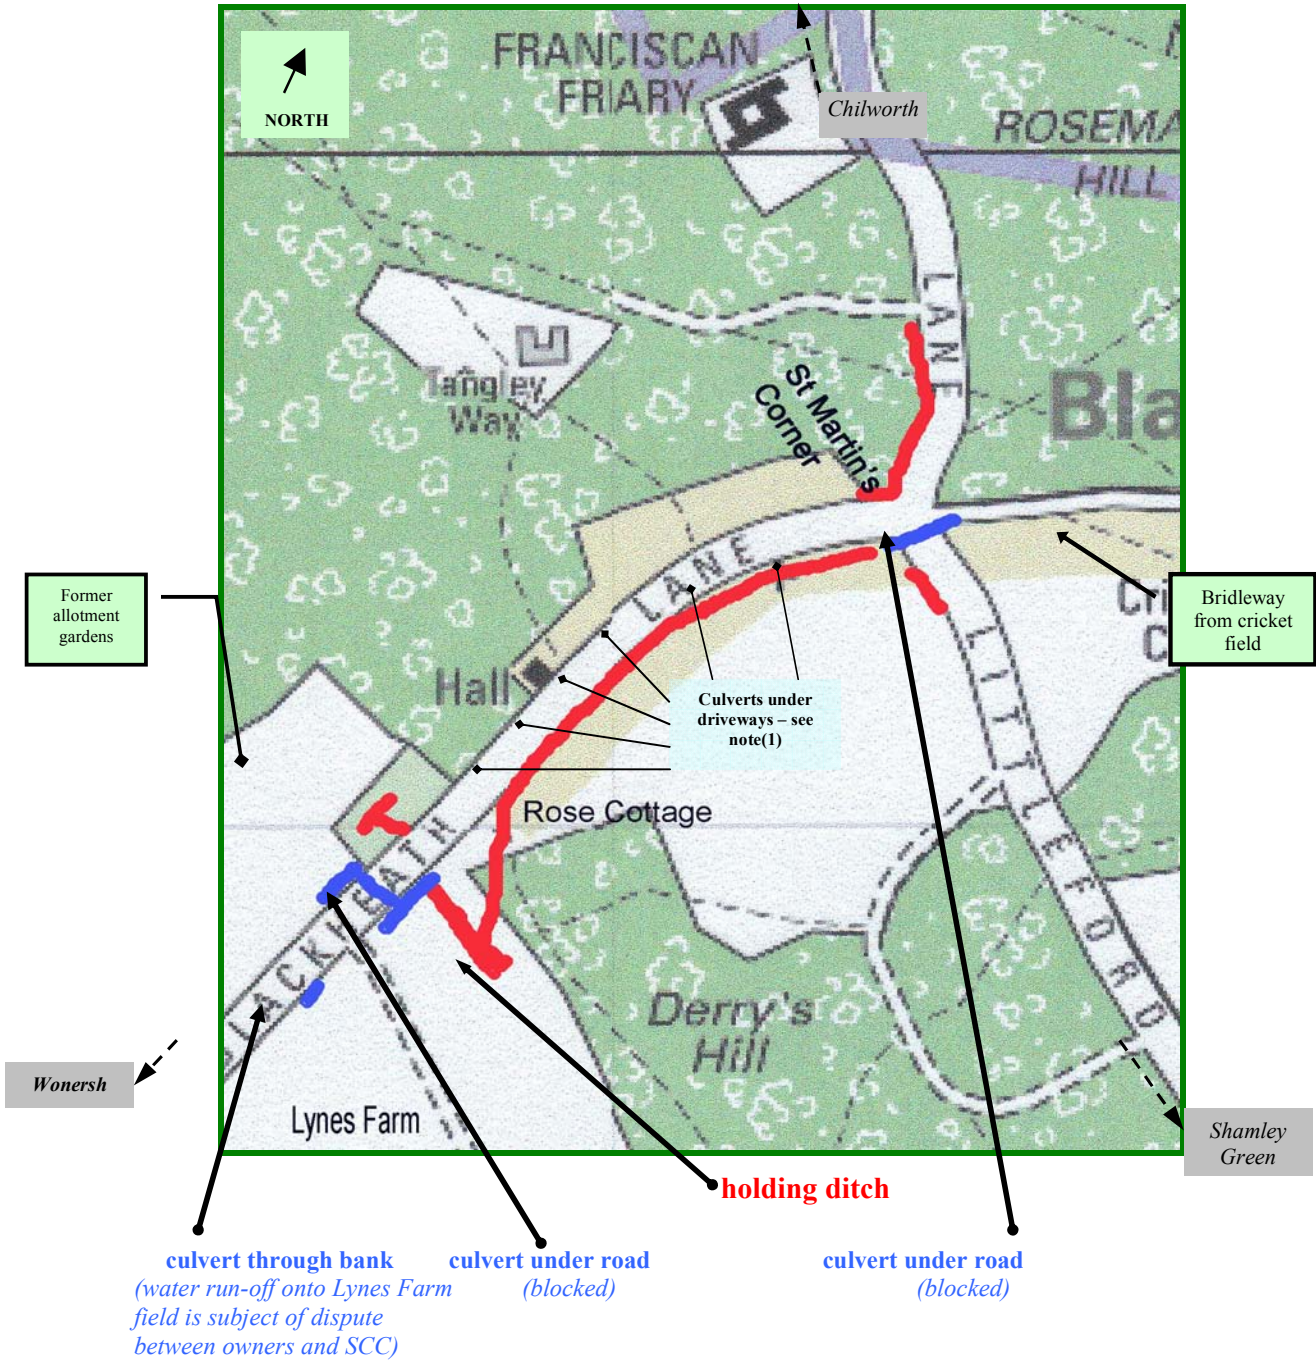 NORTH
FRANCISCAN
FRIARY
Chilworth
ROSEMA
HILL
LANE
Tangley
Way
St Martin's
Corner
Bla
LANE
Former
allotment
gardens
Cri
C
Bridleway
from cricket
field
Hall
Culverts under
driveways – see
note(1)
Rose Cottage
LITTLEFORD
BLACKHEATH
Derry's
Hill
Wonersh
Lynes Farm
Shamley
Green
holding ditch
culvert through bank
(water run-off onto Lynes Farm
field is subject of dispute
between owners and SCC)
culvert under road
(blocked)
culvert under road
(blocked)